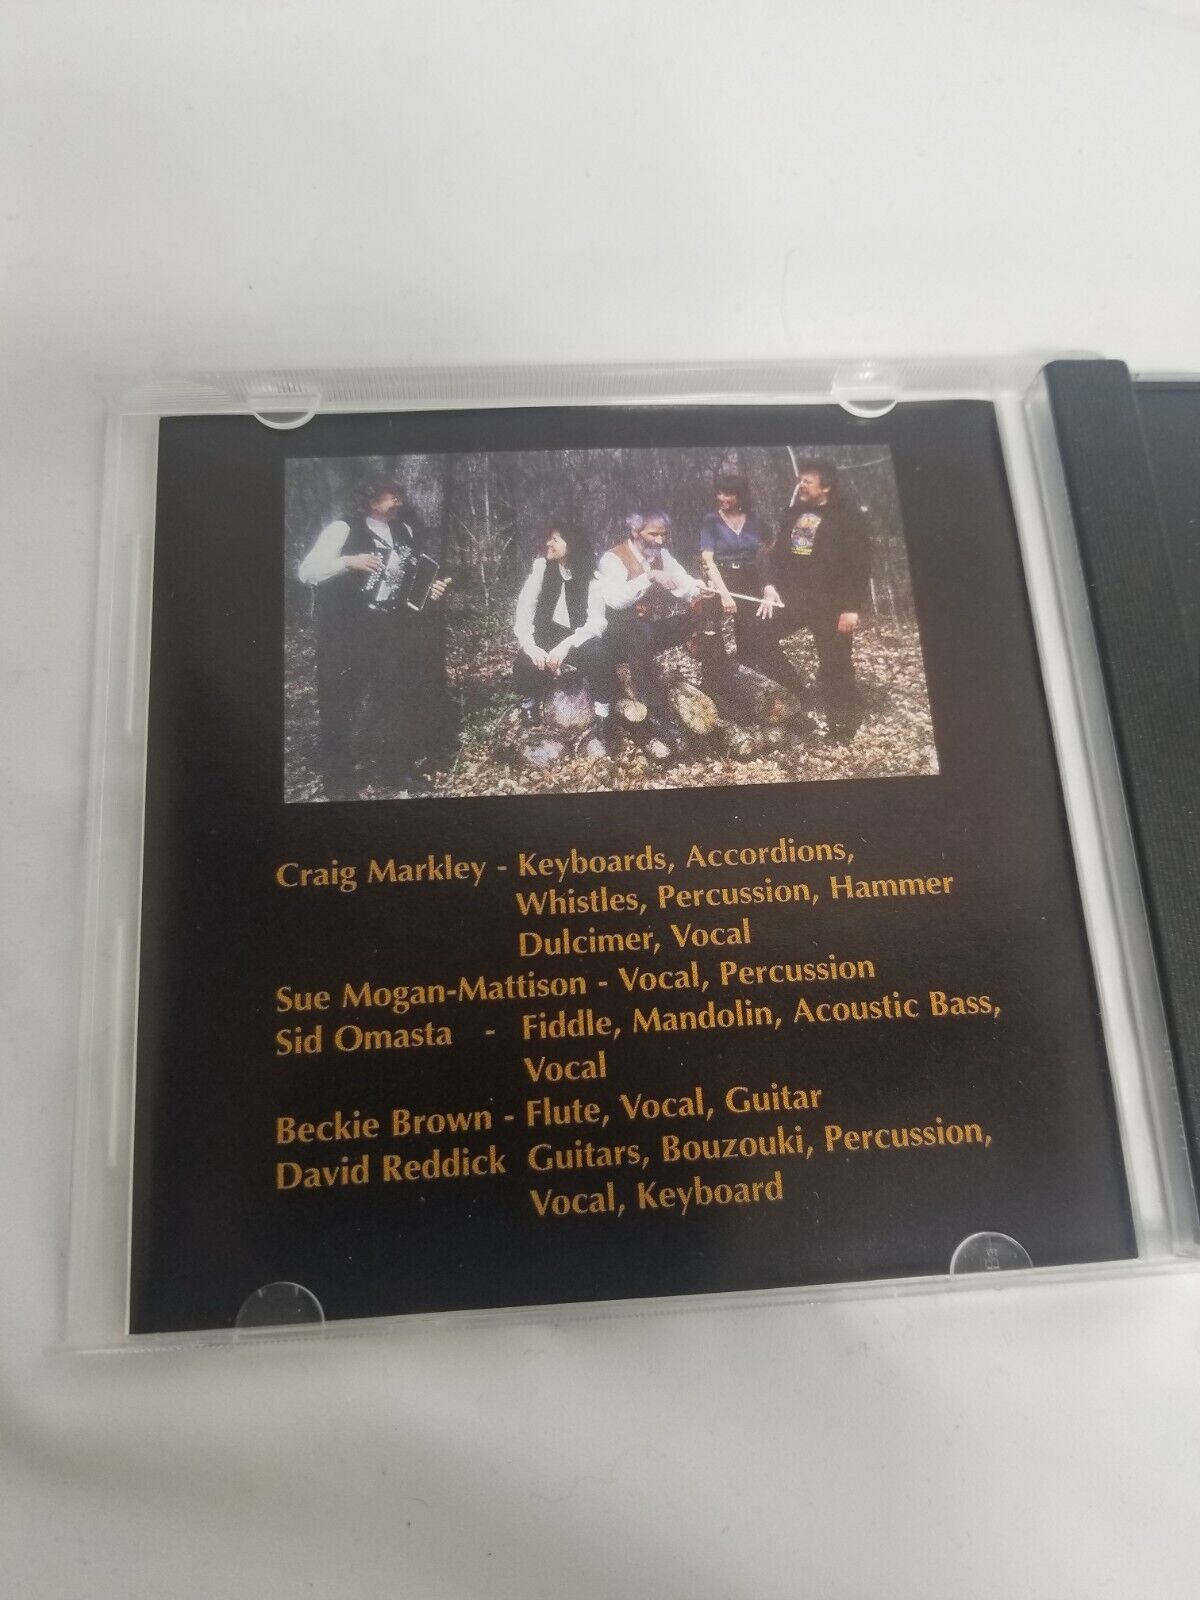 Craig Markley - Keyboards, Accordions,
Whistles, Percussion, Hammer
Dulcimer, Vocal
Sue Mogan-Mattison - Vocal, Percussion
Sid Omasta - Fiddle, Mandolin, Acoustic Bass,
Vocal
Beckie Brown - Flute, Vocal, Guitar
David Reddick Guitars, Bouzouki, Percussion,
Vocal, Keyboard